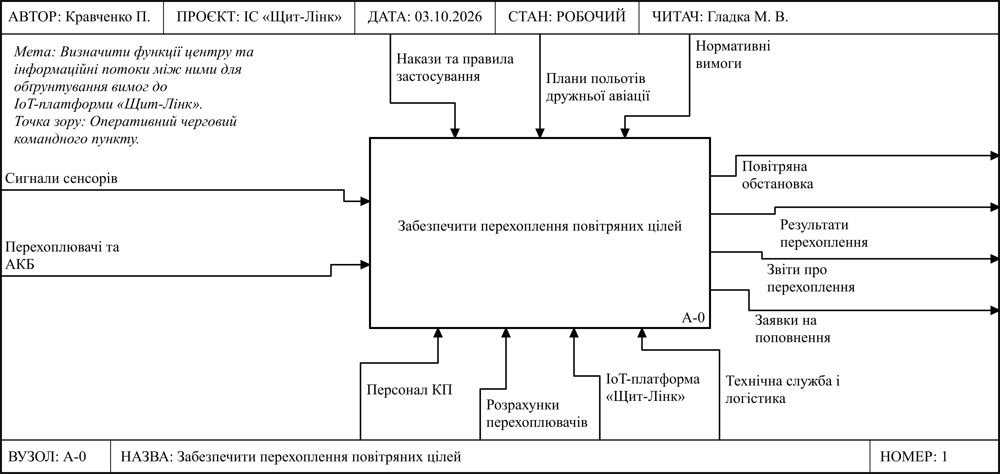 АВТОР: Кравченко П.
ПРОЄКТ: ІС «Щит-Лінк»
ДАТА: 03.10.2026
СТАН: РОБОЧИЙ
ЧИТАЧ: Гладка М. В.
Мета: Визначити функції центру та
інформаційні потоки між ними для
обґрунтування вимог до
ІоТ-платформи «Щит-Лінк».
Точка зору: Оперативний черговий
командного пункту.
Накази та правила
застосування
Плани польотів
дружньої авіації
Нормативні
вимоги
Сигнали сенсорів
Перехоплювачі та
АКБ
Забезпечити перехоплення повітряних цілей
А-0
Повітряна
обстановка
Результати
перехоплення
Звіти про
перехоплення
Заявки на
поповнення
Персонал КП
Розрахунки
перехоплювачів
ІоТ-платформа
«Щит-Лінк»
Технічна служба і
логістика
ВУЗОЛ: А-0
НАЗВА: Забезпечити перехоплення повітряних цілей
НОМЕР: 1